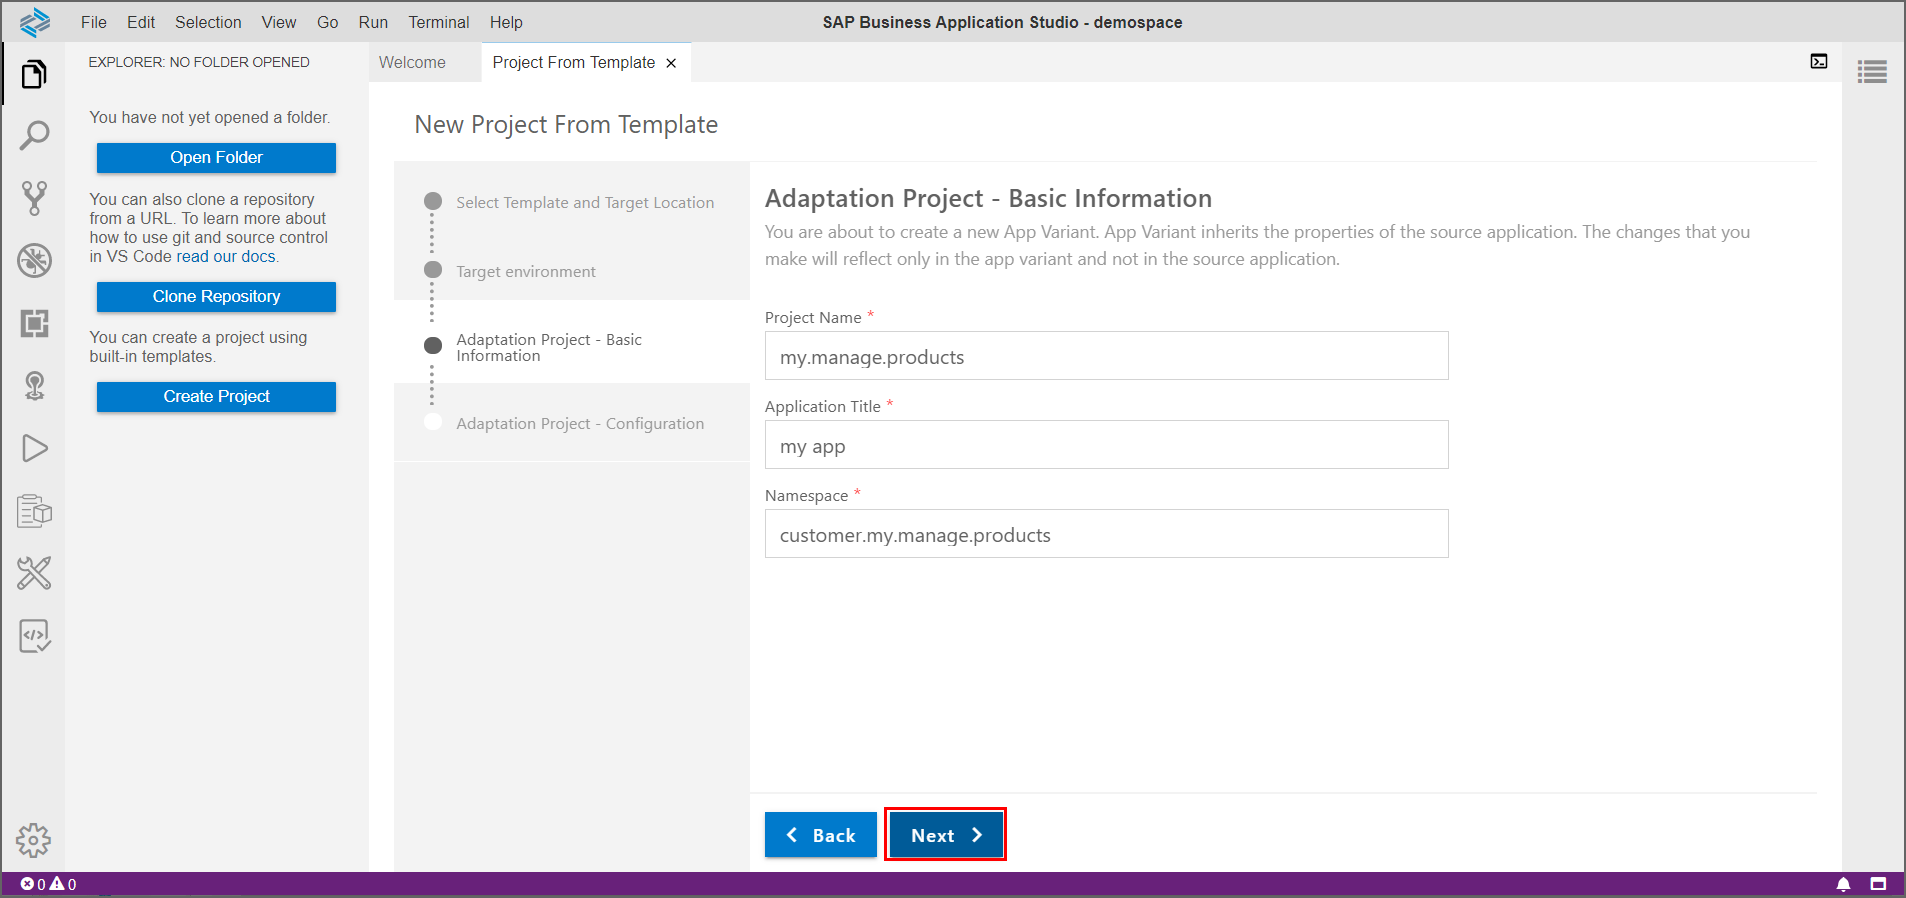 File Edit Selection View Go Run Terminal Help
SAP Business Application Studio - demospace
EXPLORER: NO FOLDER OPENED
You have not yet opened a folder.
Open Folder
You can also clone a repository
from a URL. To learn more about
how to use git and source control
in VS Code read our docs.
Clone Repository
You can create a project using
built-in templates.
Create Project
Welcome
Project From Template
New Project From Template
Select Template and Target Location
Target environment
Adaptation Project - Basic
Information
Adaptation Project - Configuration
Adaptation Project - Basic Information
You are about to create a new App Variant. App Variant inherits the properties of the source application. The changes that you
make will reflect only in the app variant and not in the source application.
Project Name *
my.manage.products
Application Title *
my app
Namespace *
customer.my.manage.products
Back
Next
0 0